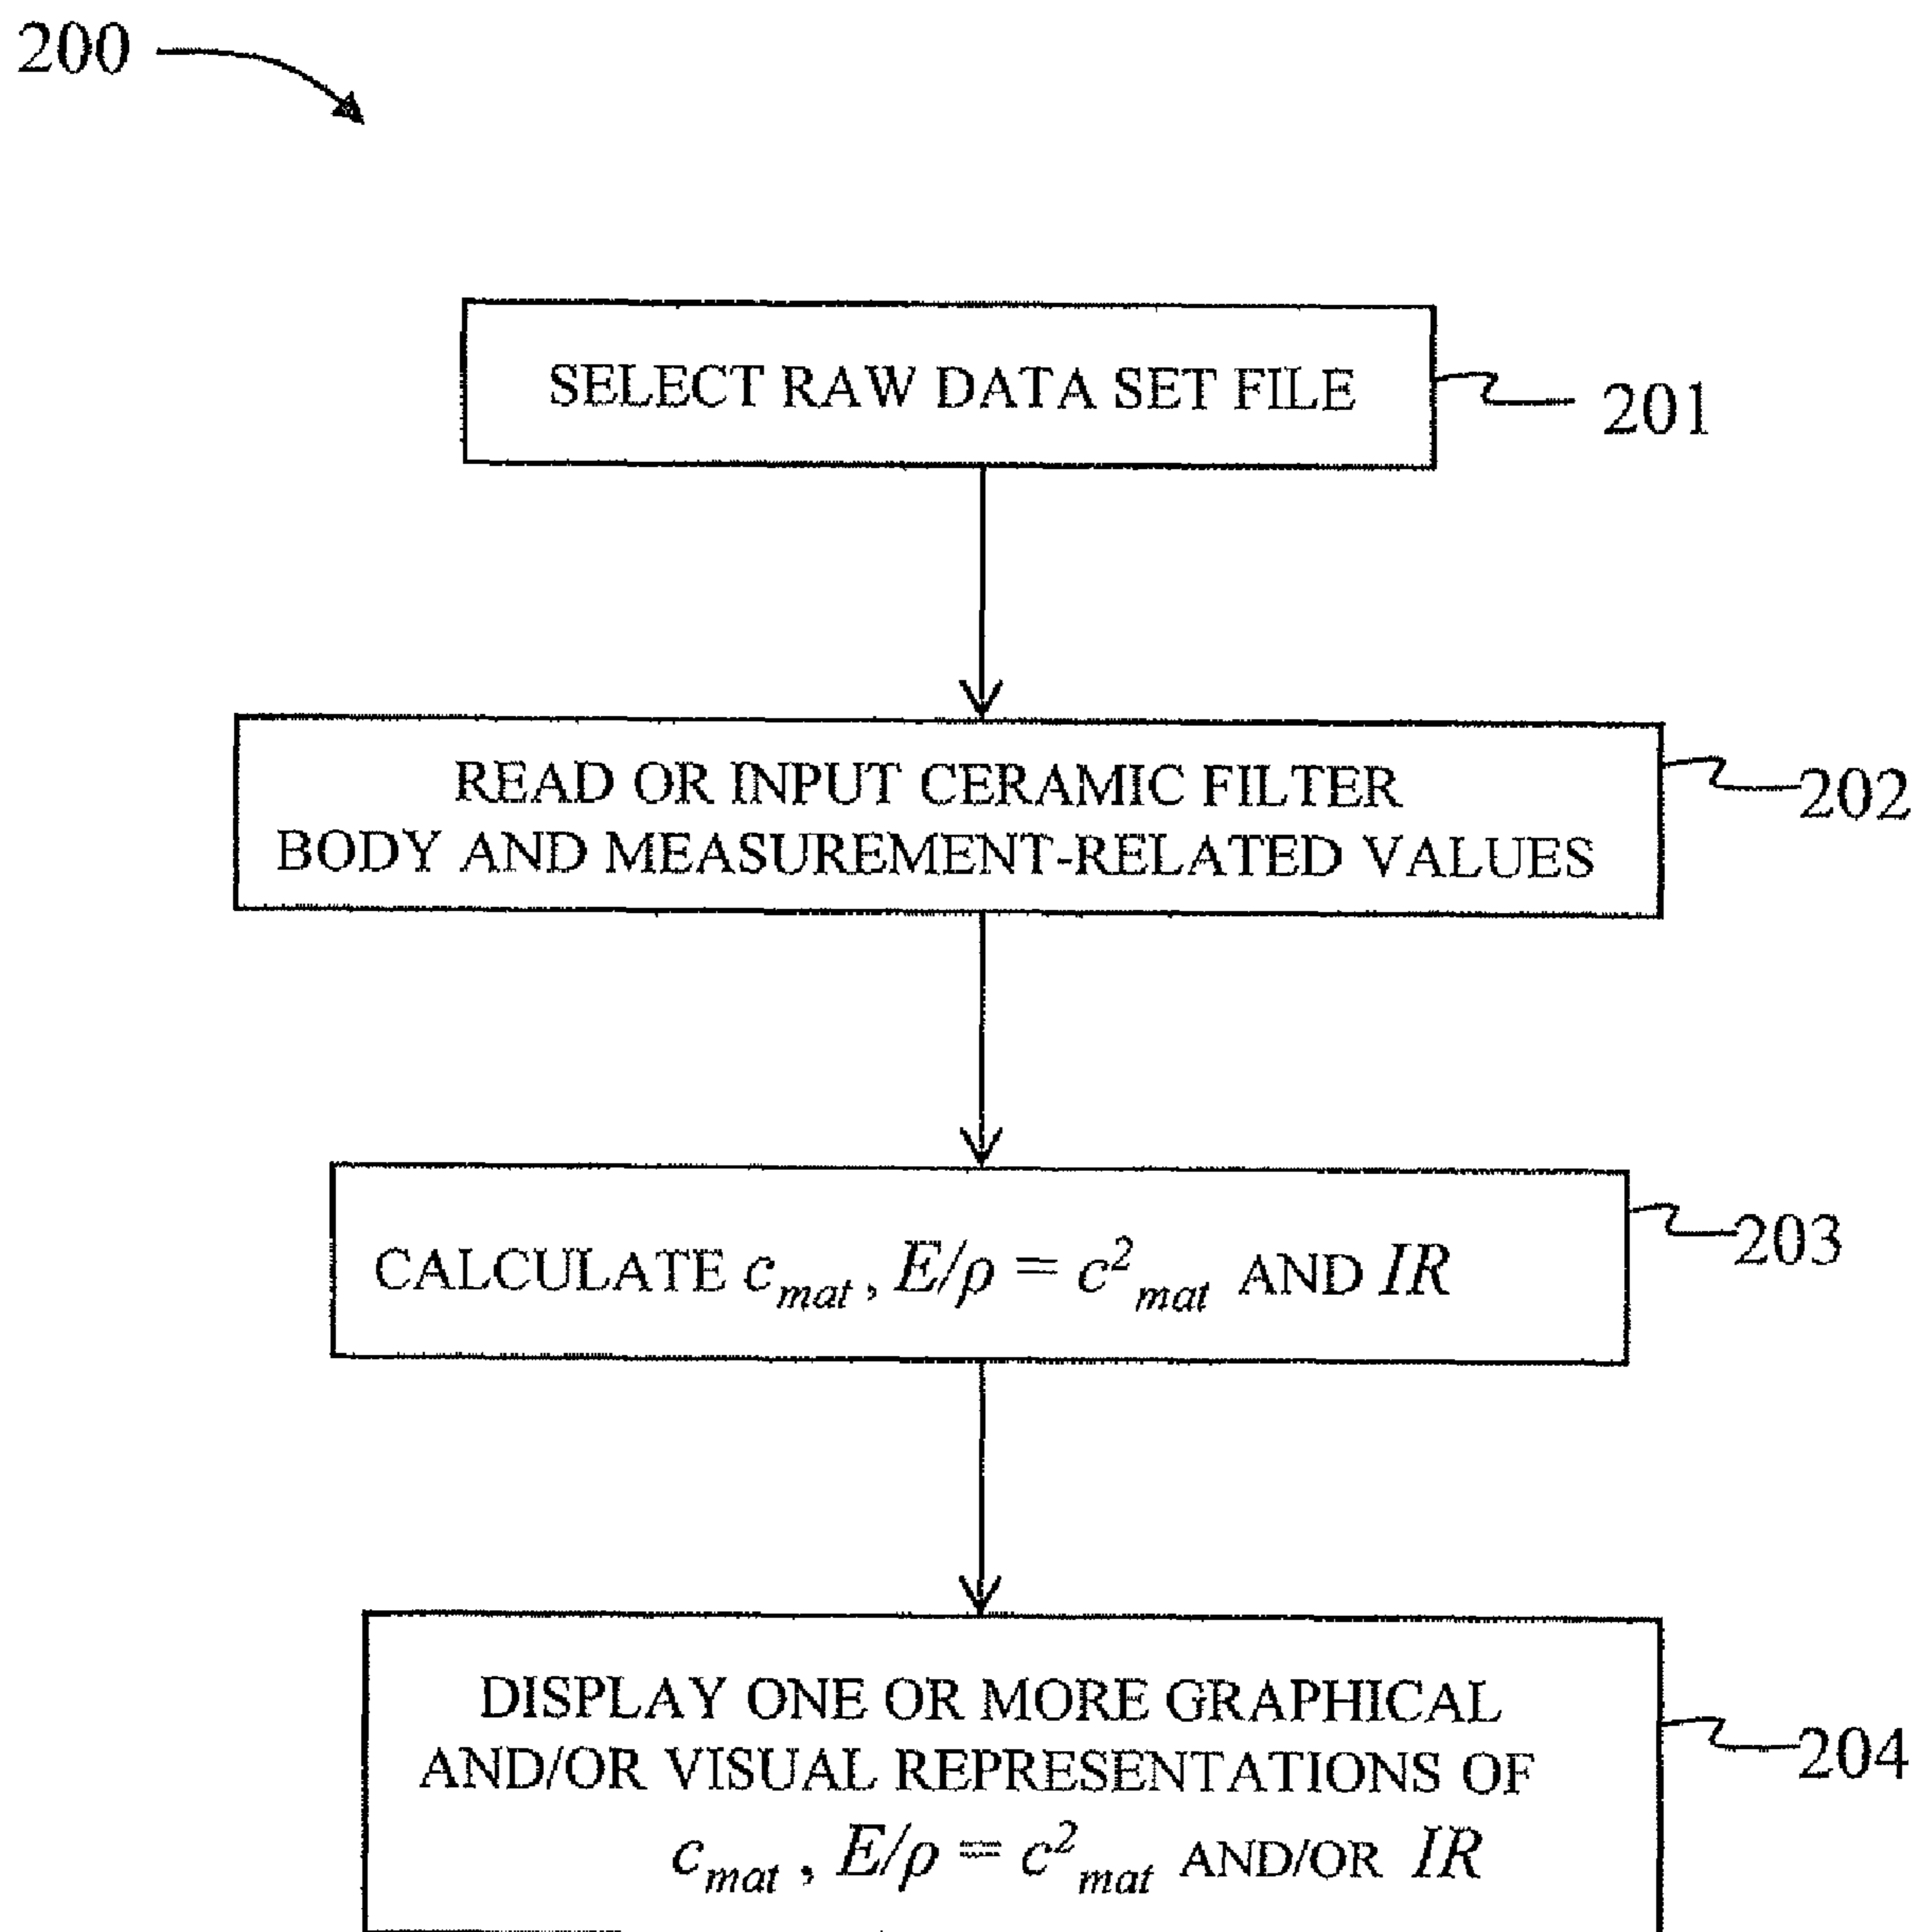 200
SELECT RAW DATA SET FILE
201
READ OR INPUT CERAMIC FILTER
BODY AND MEASUREMENT-RELATED VALUES
202
CALCULATE c_mat, E/ρ = c²_mat AND IR
203
DISPLAY ONE OR MORE GRAPHICAL
AND/OR VISUAL REPRESENTATIONS OF
c_mat, E/ρ = c²_mat AND/OR IR
204